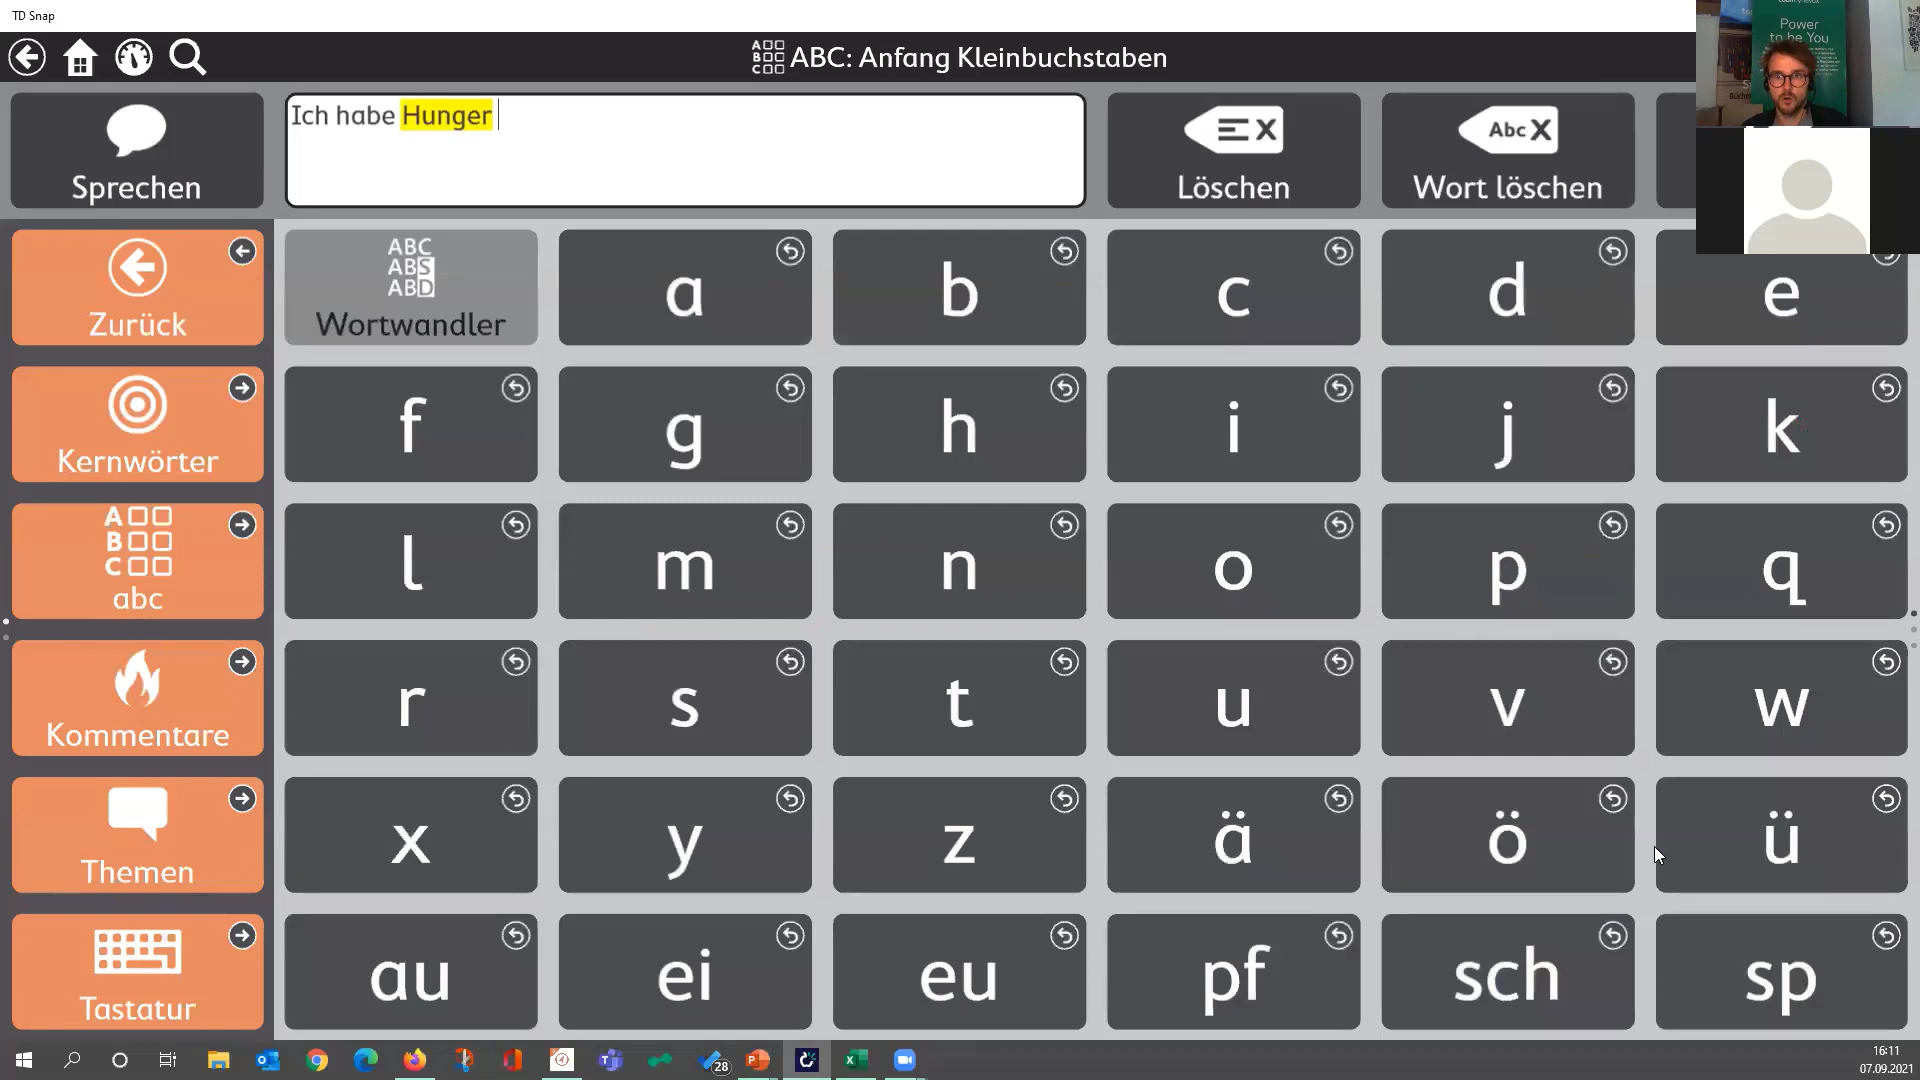 TD Snap
ABC: Anfang Kleinbuchstaben
Power
to be You
Sprechen
Ich habe Hunger
Löschen
Abc X
Wort löschen
Zurück
ABC
ABS
ABD
Wortwandler
a
b
c
d
e
Kernwörter
f
g
h
i
j
k
A
B
C
abc
l
m
n
o
p
q
Kommentare
r
s
t
u
v
w
Themen
x
y
z
ä
ö
ü
Tastatur
au
ei
eu
pf
sch
sp
28
16:11
07.09.2021